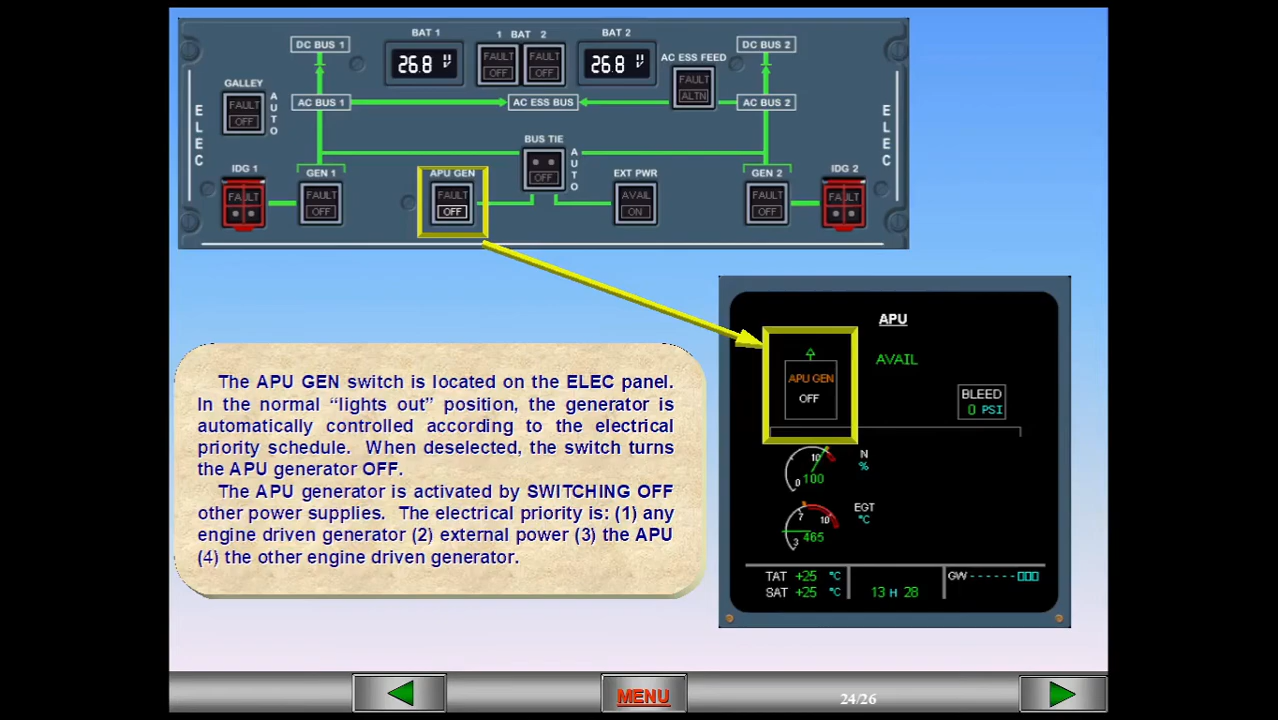 BAT 1
1 BAT 2
BAT 2
DC BUS 1
26.8 V
FAULT OFF
FAULT OFF
26.8 V
DC BUS 2
AC ESS FEED
FAULT
ALTN
GALLEY
FAULT
OFF
AUTO
AC BUS 1
AC ESS BUS
AC BUS 2
ELEC
ELEC
BUS TIE
OFF
AUTO
IDG 1
FAULT
GEN 1
FAULT
OFF
APU GEN
FAULT
OFF
EXT PWR
AVAIL
ON
GEN 2
FAULT
OFF
IDG 2
FAULT
The APU GEN switch is located on the ELEC panel.
In the normal “lights out” position, the generator is
automatically controlled according to the electrical
priority schedule. When deselected, the switch turns
the APU generator OFF.
The APU generator is activated by SWITCHING OFF
other power supplies. The electrical priority is: (1) any
engine driven generator (2) external power (3) the APU
(4) the other engine driven generator.
APU
AVAIL
APU GEN
OFF
BLEED
0 PSI
10
0
100
N
%
7
10
3
465
EGT
°C
TAT +25 °C
SAT +25 °C
13 H 28
GW ------
MENU
24/26